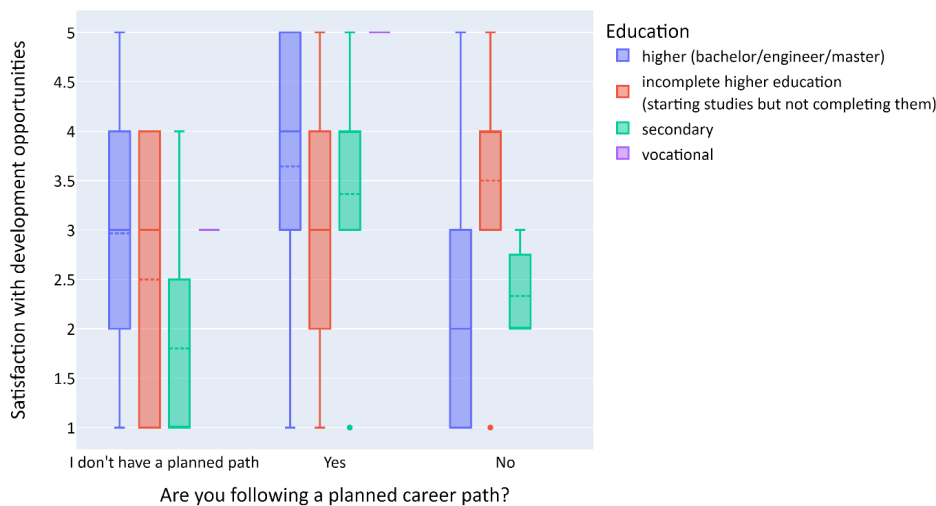 Satisfaction with development opportunities
5
4.5
4
3.5
3
2.5
2
1.5
1
I don't have a planned path
Yes
No
Are you following a planned career path?
Education
higher (bachelor/engineer/master)
incomplete higher education
(starting studies but not completing them)
secondary
vocational